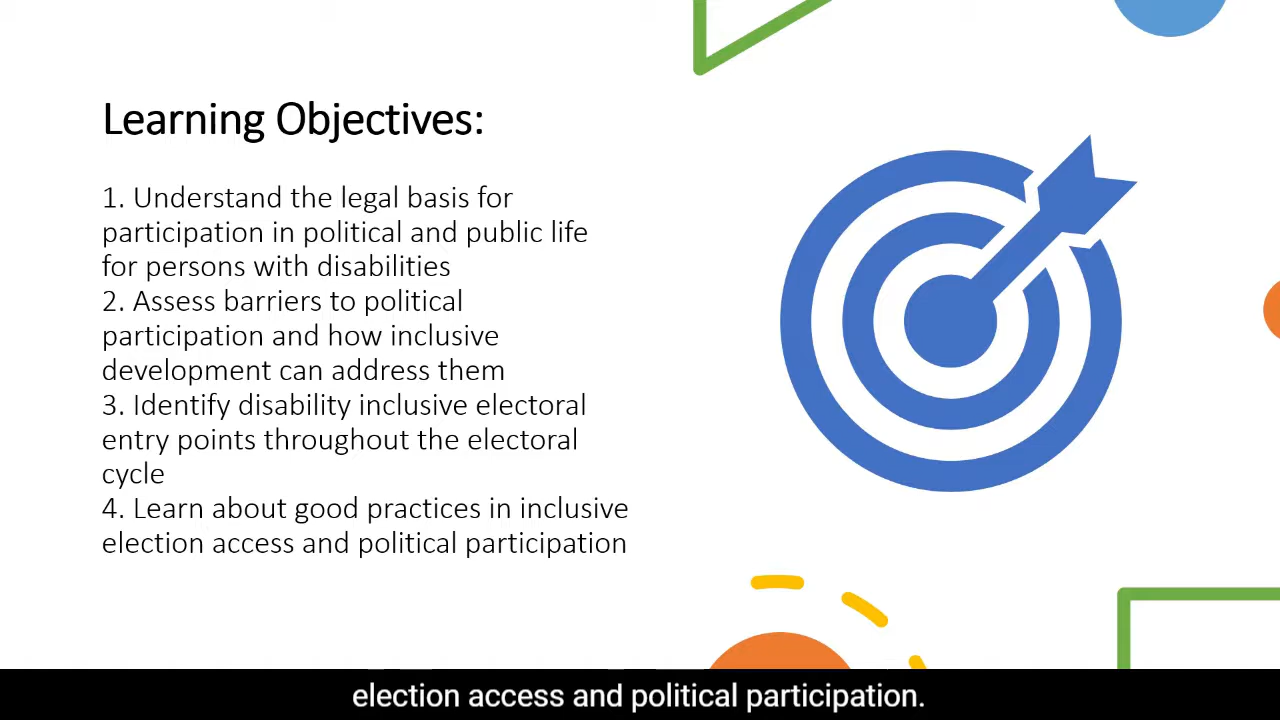 Learning Objectives:
1. Understand the legal basis for
participation in political and public life
for persons with disabilities
2. Assess barriers to political
participation and how inclusive
development can address them
3. Identify disability inclusive electoral
entry points throughout the electoral
cycle
4. Learn about good practices in inclusive
election access and political participation
election access and political participation.